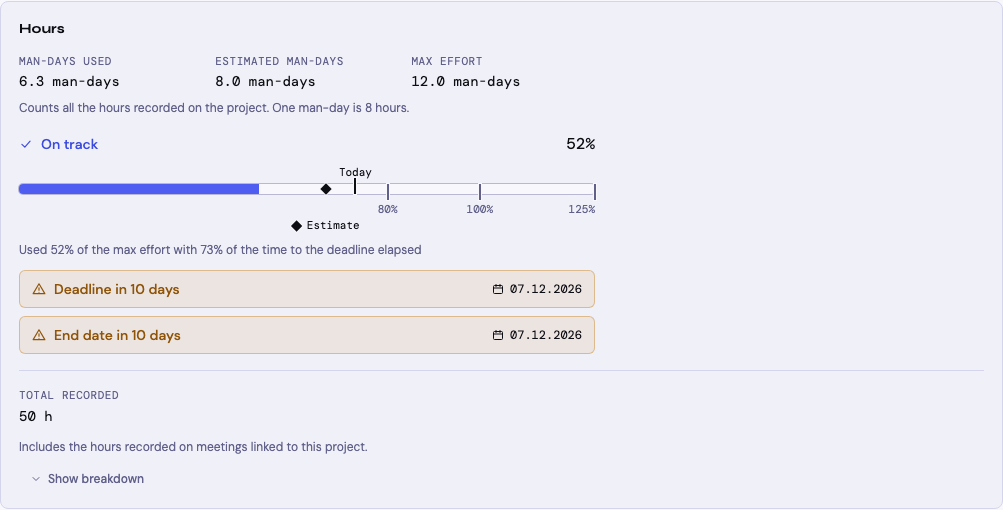 Hours
MAN-DAYS USED
6.3 man-days
ESTIMATED MAN-DAYS
8.0 man-days
MAX EFFORT
12.0 man-days
Counts all the hours recorded on the project. One man-day is 8 hours.
On track
52%
Today
80%
100%
125%
Estimate
Used 52% of the max effort with 73% of the time to the deadline elapsed
Deadline in 10 days
07.12.2026
End date in 10 days
07.12.2026
TOTAL RECORDED
50 h
Includes the hours recorded on meetings linked to this project.
Show breakdown